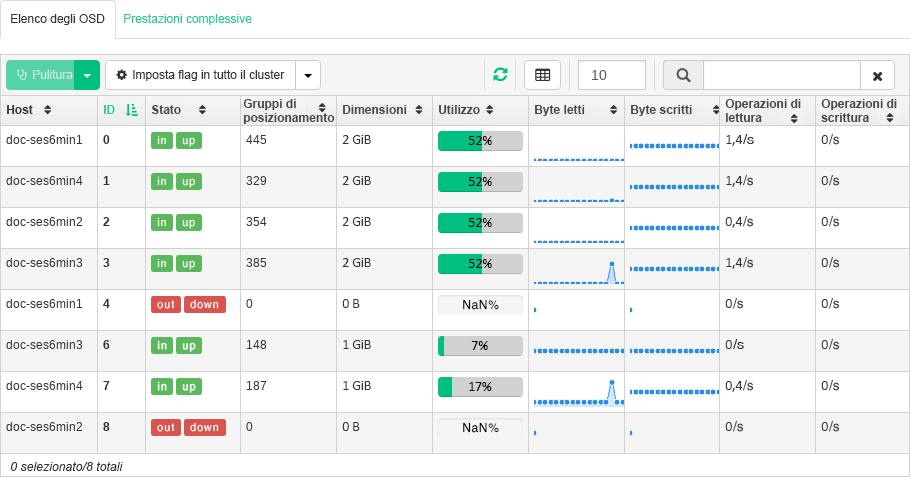 Elenco degli OSD Prestazioni complessive
Pulitura Imposta flag in tutto il cluster 10
Host ID Stato Gruppi di posizionamento Dimensioni Utilizzo Byte letti Byte scritti Operazioni di lettura Operazioni di scrittura
doc-ses6min1 0 in up 445 2 GiB 52% 1,4/s 0/s
doc-ses6min4 1 in up 329 2 GiB 52% 1,4/s 0/s
doc-ses6min2 2 in up 354 2 GiB 52% 0,4/s 0/s
doc-ses6min3 3 in up 385 2 GiB 52% 1,4/s 0/s
doc-ses6min1 4 out down 0 0 B NaN% 0/s 0/s
doc-ses6min3 6 in up 148 1 GiB 7% 0/s 0/s
doc-ses6min4 7 in up 187 1 GiB 17% 0,4/s 0/s
doc-ses6min2 8 out down 0 0 B NaN% 0/s 0/s
0 selezionato/8 totali